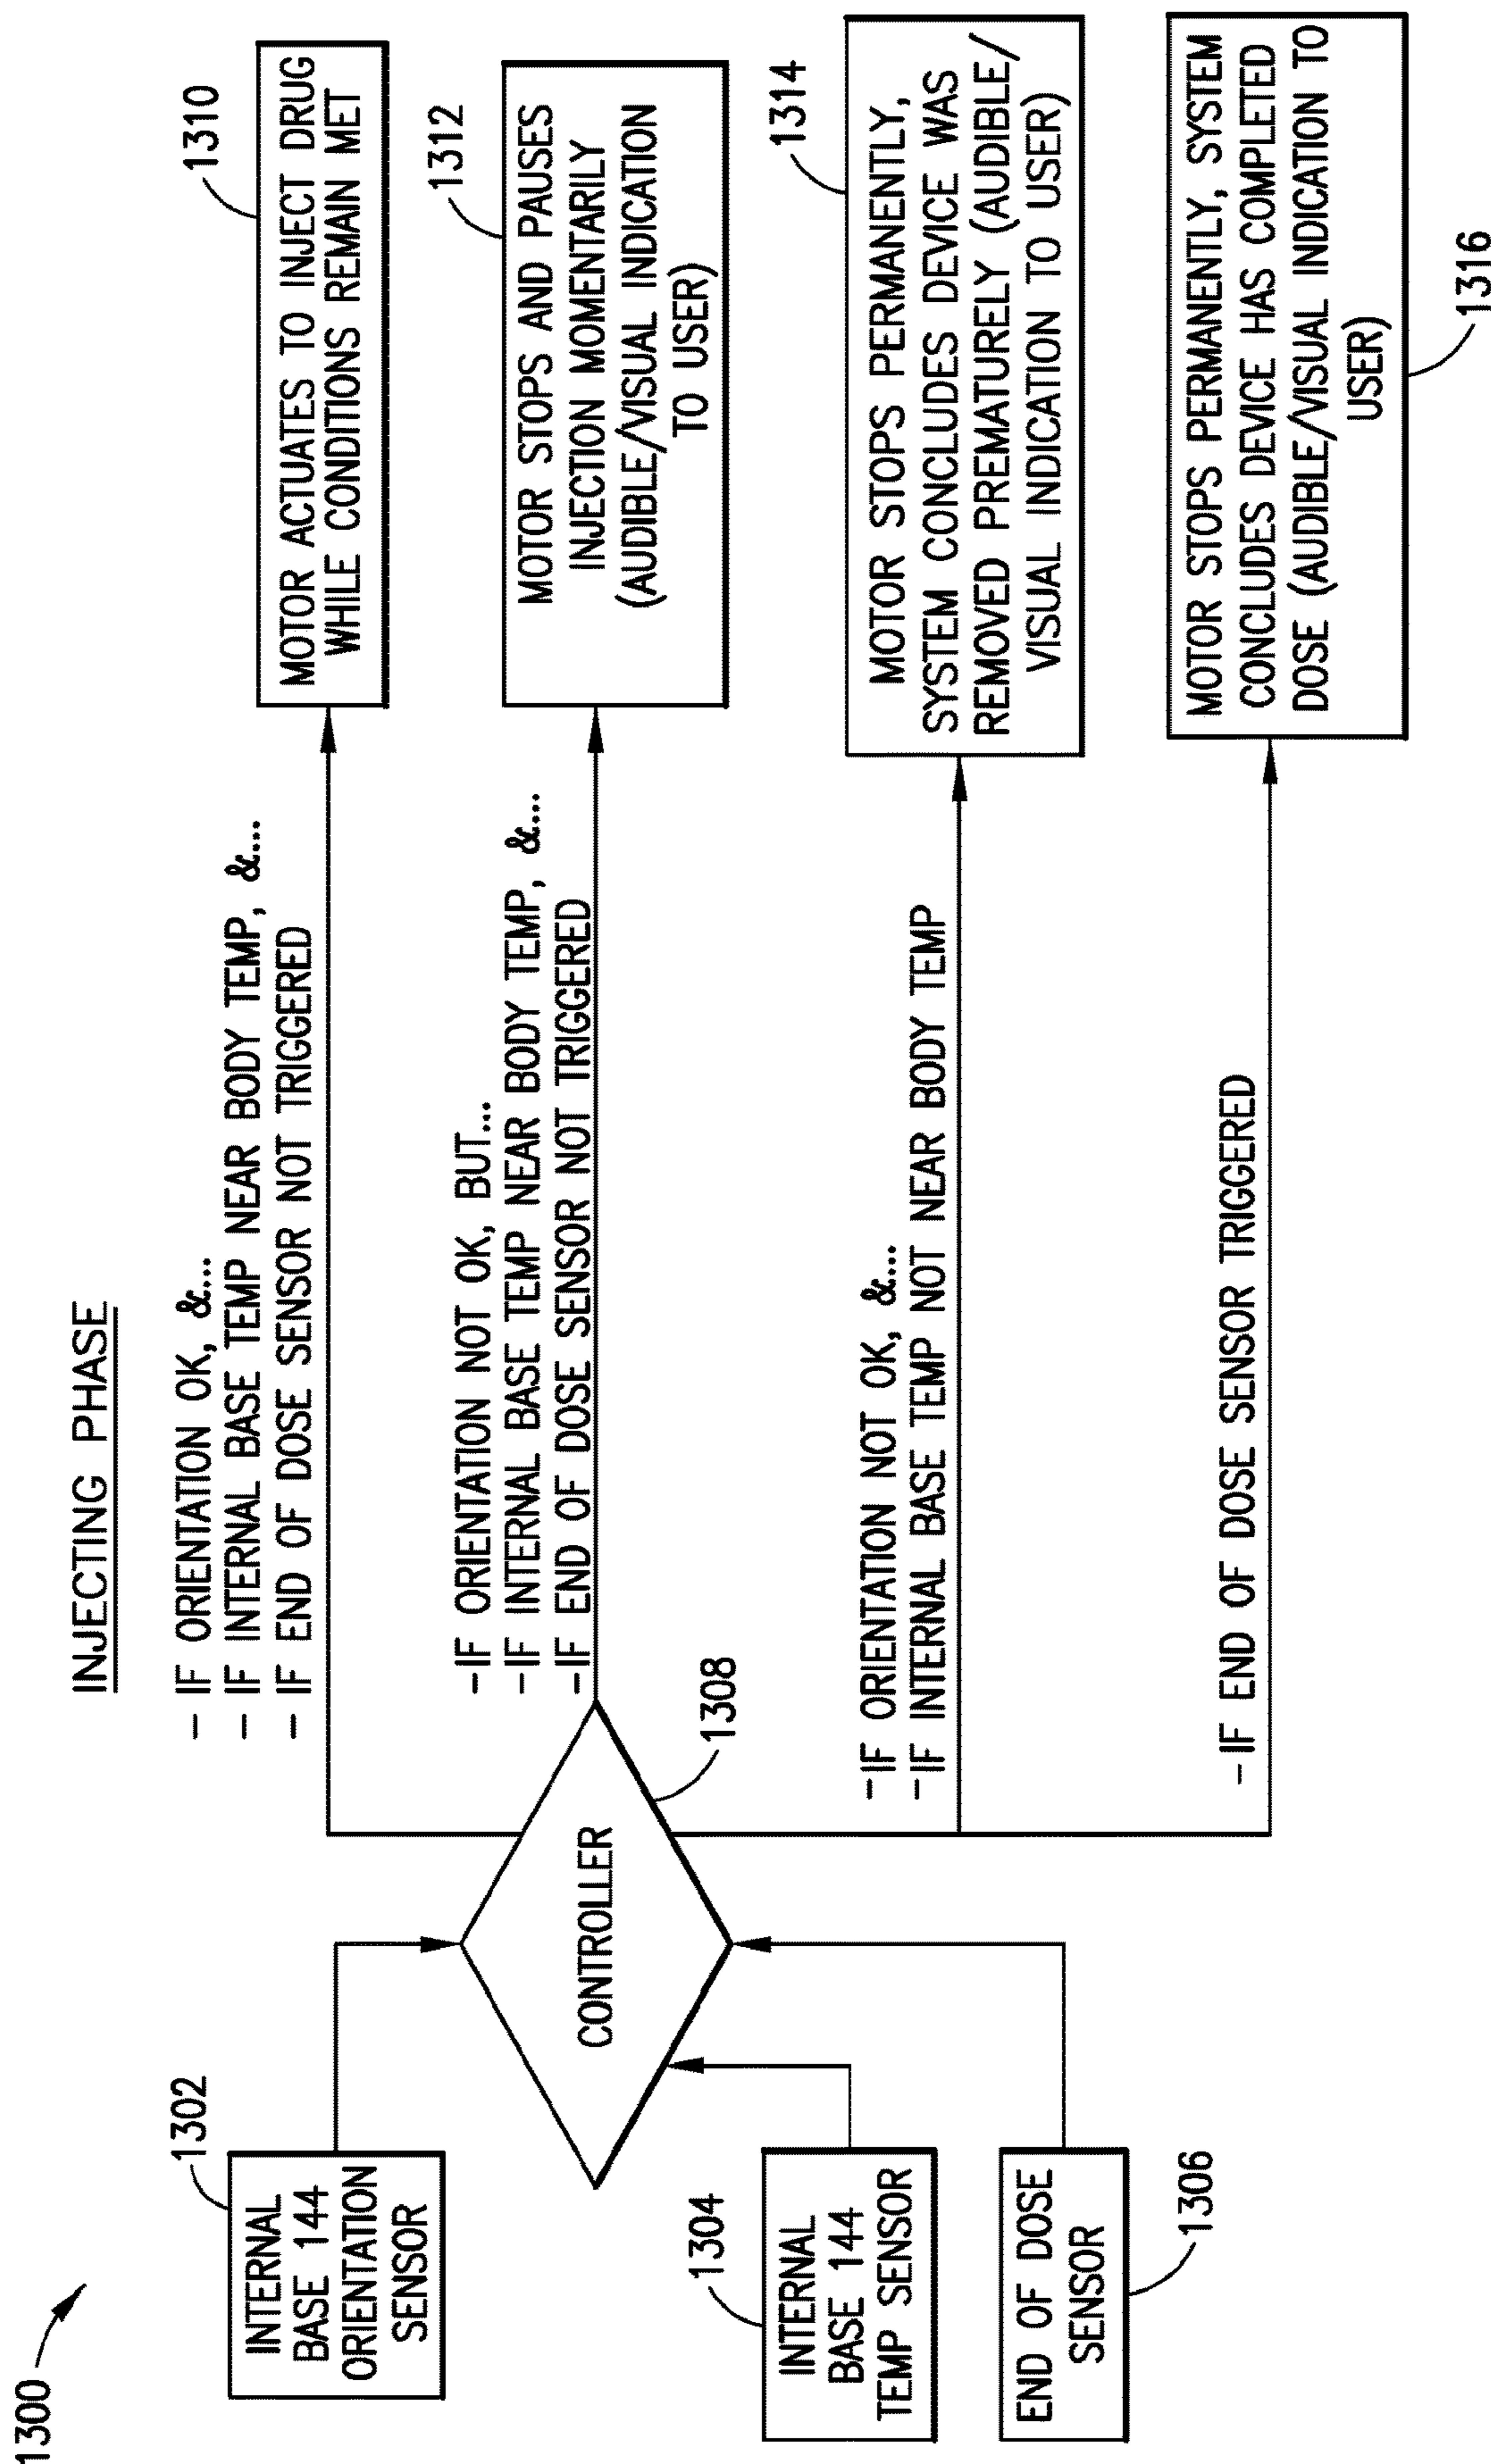 1300
INJECTING PHASE
1302
INTERNAL
BASE 144
ORIENTATION
SENSOR
1304
INTERNAL
BASE 144
TEMP SENSOR
1306
END OF DOSE
SENSOR
CONTROLLER
1308
- IF ORIENTATION OK, &...
- IF INTERNAL BASE TEMP NEAR BODY TEMP, &...
- IF END OF DOSE SENSOR NOT TRIGGERED
1310
MOTOR ACTUATES TO INJECT DRUG
WHILE CONDITIONS REMAIN MET
-IF ORIENTATION NOT OK, BUT...
-IF INTERNAL BASE TEMP NEAR BODY TEMP, &...
-IF END OF DOSE SENSOR NOT TRIGGERED
1312
MOTOR STOPS AND PAUSES
INJECTION MOMENTARILY
(AUDIBLE/VISUAL INDICATION
TO USER)
-IF ORIENTATION NOT OK, &...
-IF INTERNAL BASE TEMP NOT NEAR BODY TEMP
1314
MOTOR STOPS PERMANENTLY,
SYSTEM CONCLUDES DEVICE WAS
REMOVED PREMATURELY (AUDIBLE/
VISUAL INDICATION TO USER)
-IF END OF DOSE SENSOR TRIGGERED
MOTOR STOPS PERMANENTLY, SYSTEM
CONCLUDES DEVICE HAS COMPLETED
DOSE (AUDIBLE/VISUAL INDICATION TO
USER)
1316